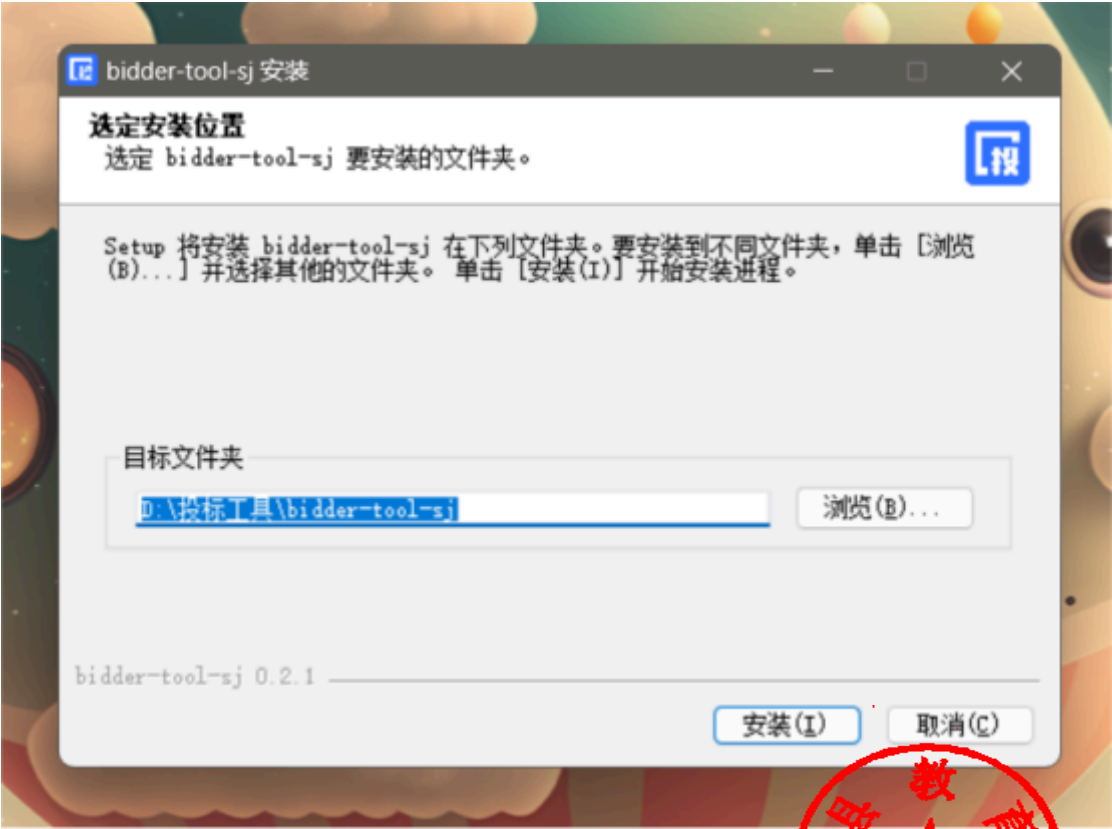 bidder-tool-sj 安装
选定安装位置
选定 bidder-tool-sj 要安装的文件夹。
投
Setup 将安装 bidder-tool-sj 在下列文件夹。要安装到不同文件夹，单击 [浏览
(B)...] 并选择其他的文件夹。 单击 [安装(I)] 开始安装进程。
目标文件夹
D:\投标工具\bidder-tool-sj
浏览(B)...
bidder-tool-sj 0.2.1
安装(I)
取消(C)
教